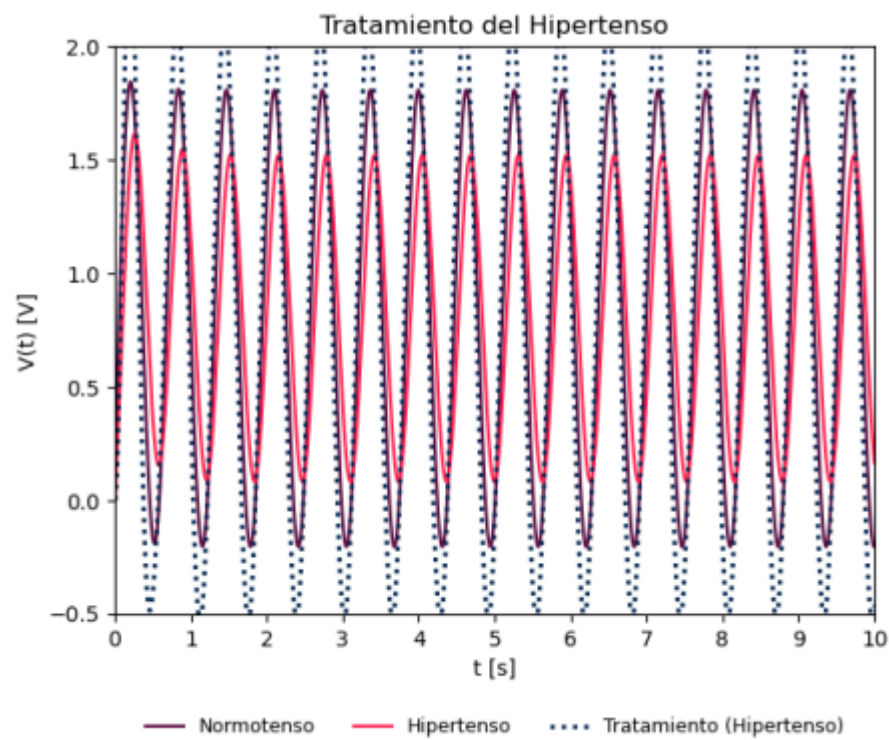 Tratamiento del Hipertenso
2.0
1.5
1.0
0.5
0.0
−0.5
V(t) [V]
0 1 2 3 4 5 6 7 8 9 10
t [s]
Normotenso Hipertenso Tratamiento (Hipertenso)